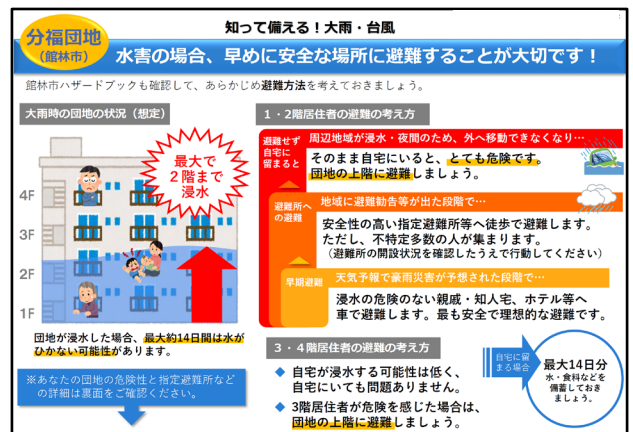 知って備える！大雨・台風
分福団地
（館林市）
水害の場合、早めに安全な場所に避難することが大切です！
館林市ハザードブックも確認して、あらかじめ避難方法を考えておきましょう。
大雨時の団地の状況（想定）
最大で
２階まで
浸水
4F
3F
2F
1F
団地が浸水した場合、最大約14日間は水が
ひかない可能性があります。
※あなたの団地の危険性と指定避難所など
の詳細は裏面をご確認ください。
１・２階居住者の避難の考え方
避難せず
自宅に
留まると
周辺地域が浸水・夜間のため、外へ移動できなくなり…
そのまま自宅にいると、とても危険です。
団地の上階に避難しましょう。
避難所へ
の避難
地域に避難勧告等が出た段階で…
安全性の高い指定避難所等へ徒歩で避難します。
ただし、不特定多数の人が集まります。
（避難所の開設状況を確認したうえで行動してください）
早期避難
天気予報で豪雨災害が予想された段階で…
浸水の危険のない親戚・知人宅、ホテル等へ
車で避難します。最も安全で理想的な避難です。
３・４階居住者の避難の考え方
◆ 自宅が浸水する可能性は低く、
自宅にいても問題ありません。
◆ 3階居住者が危険を感じた場合は、
団地の上階に避難しましょう。
自宅に留
まる場合
最大14日分
水・食料などを
備蓄しておき
ましょう。